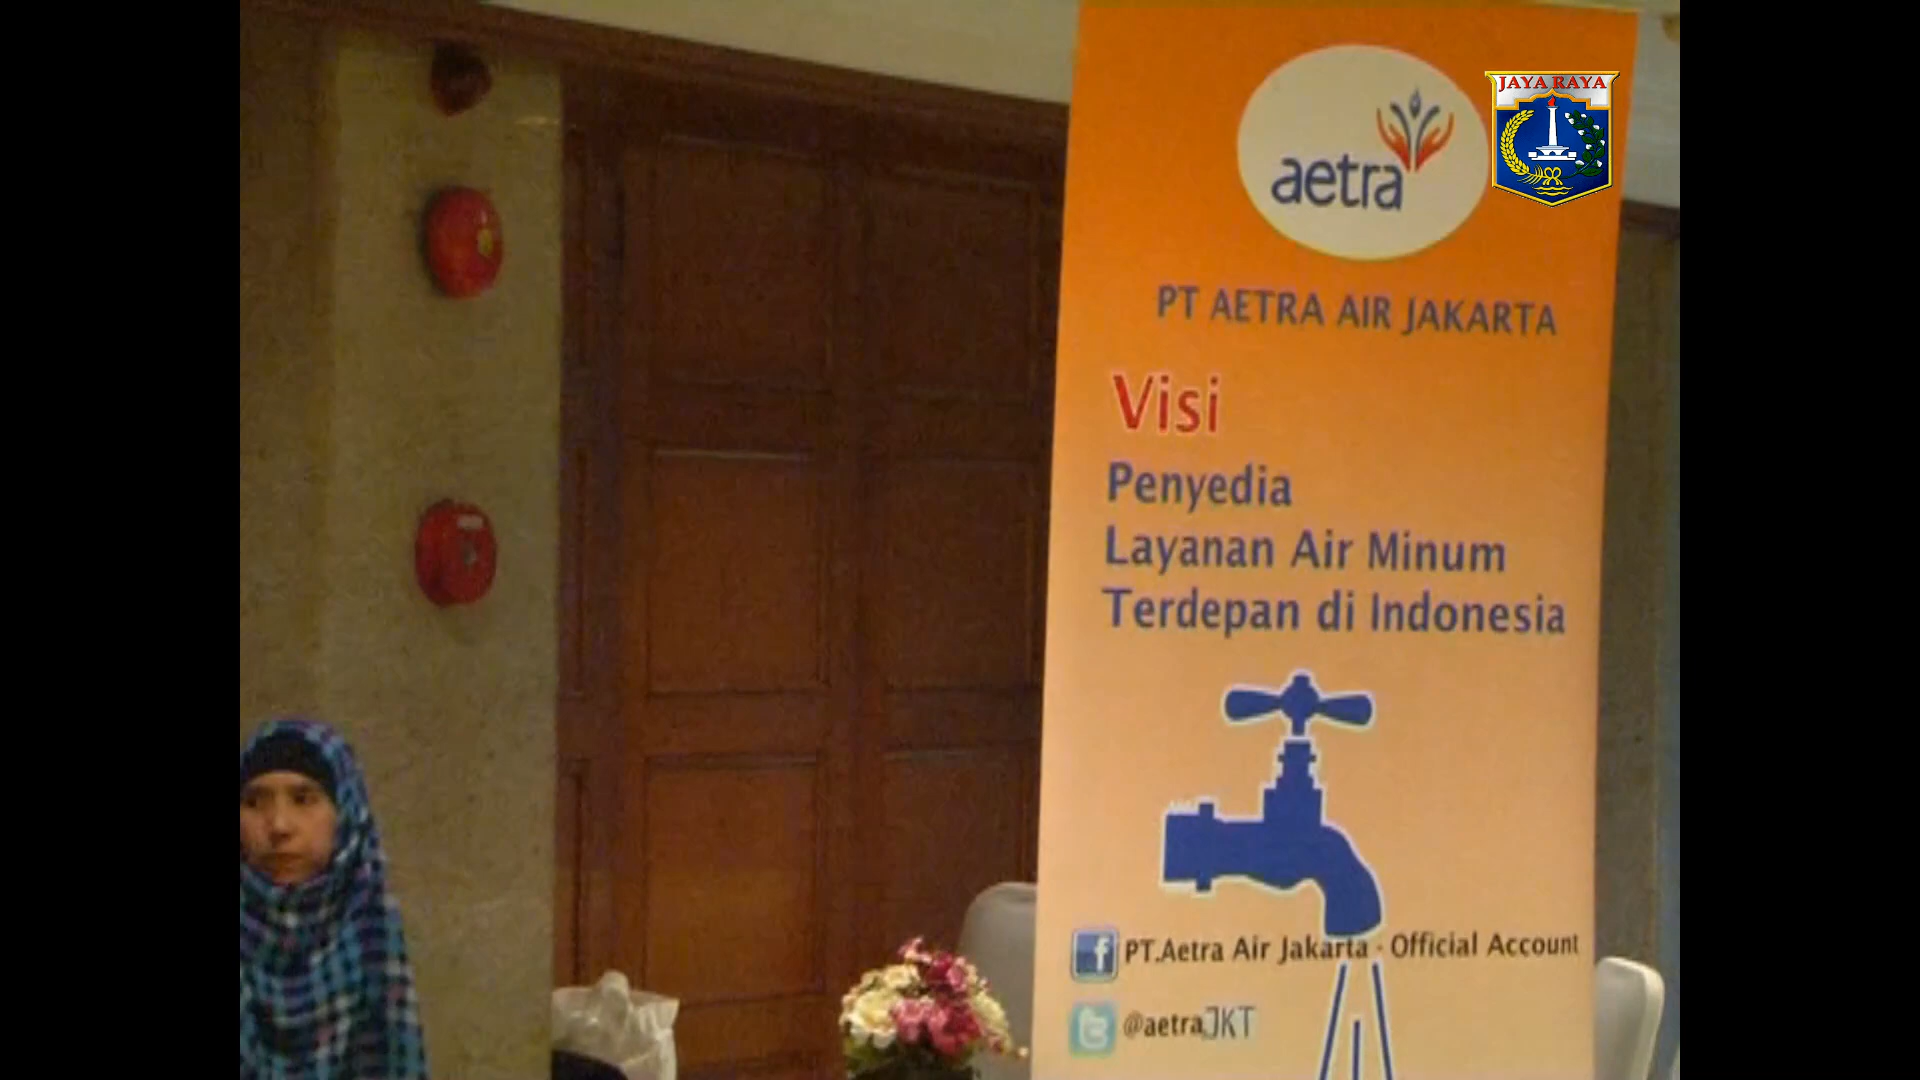 aetra
JAYA RAYA
PT AETRA AIR JAKARTA
Visi
Penyedia
Layanan Air Minum
Terdepan di Indonesia
f PT.Aetra Air Jakarta - Official Account
t @aetraJKT